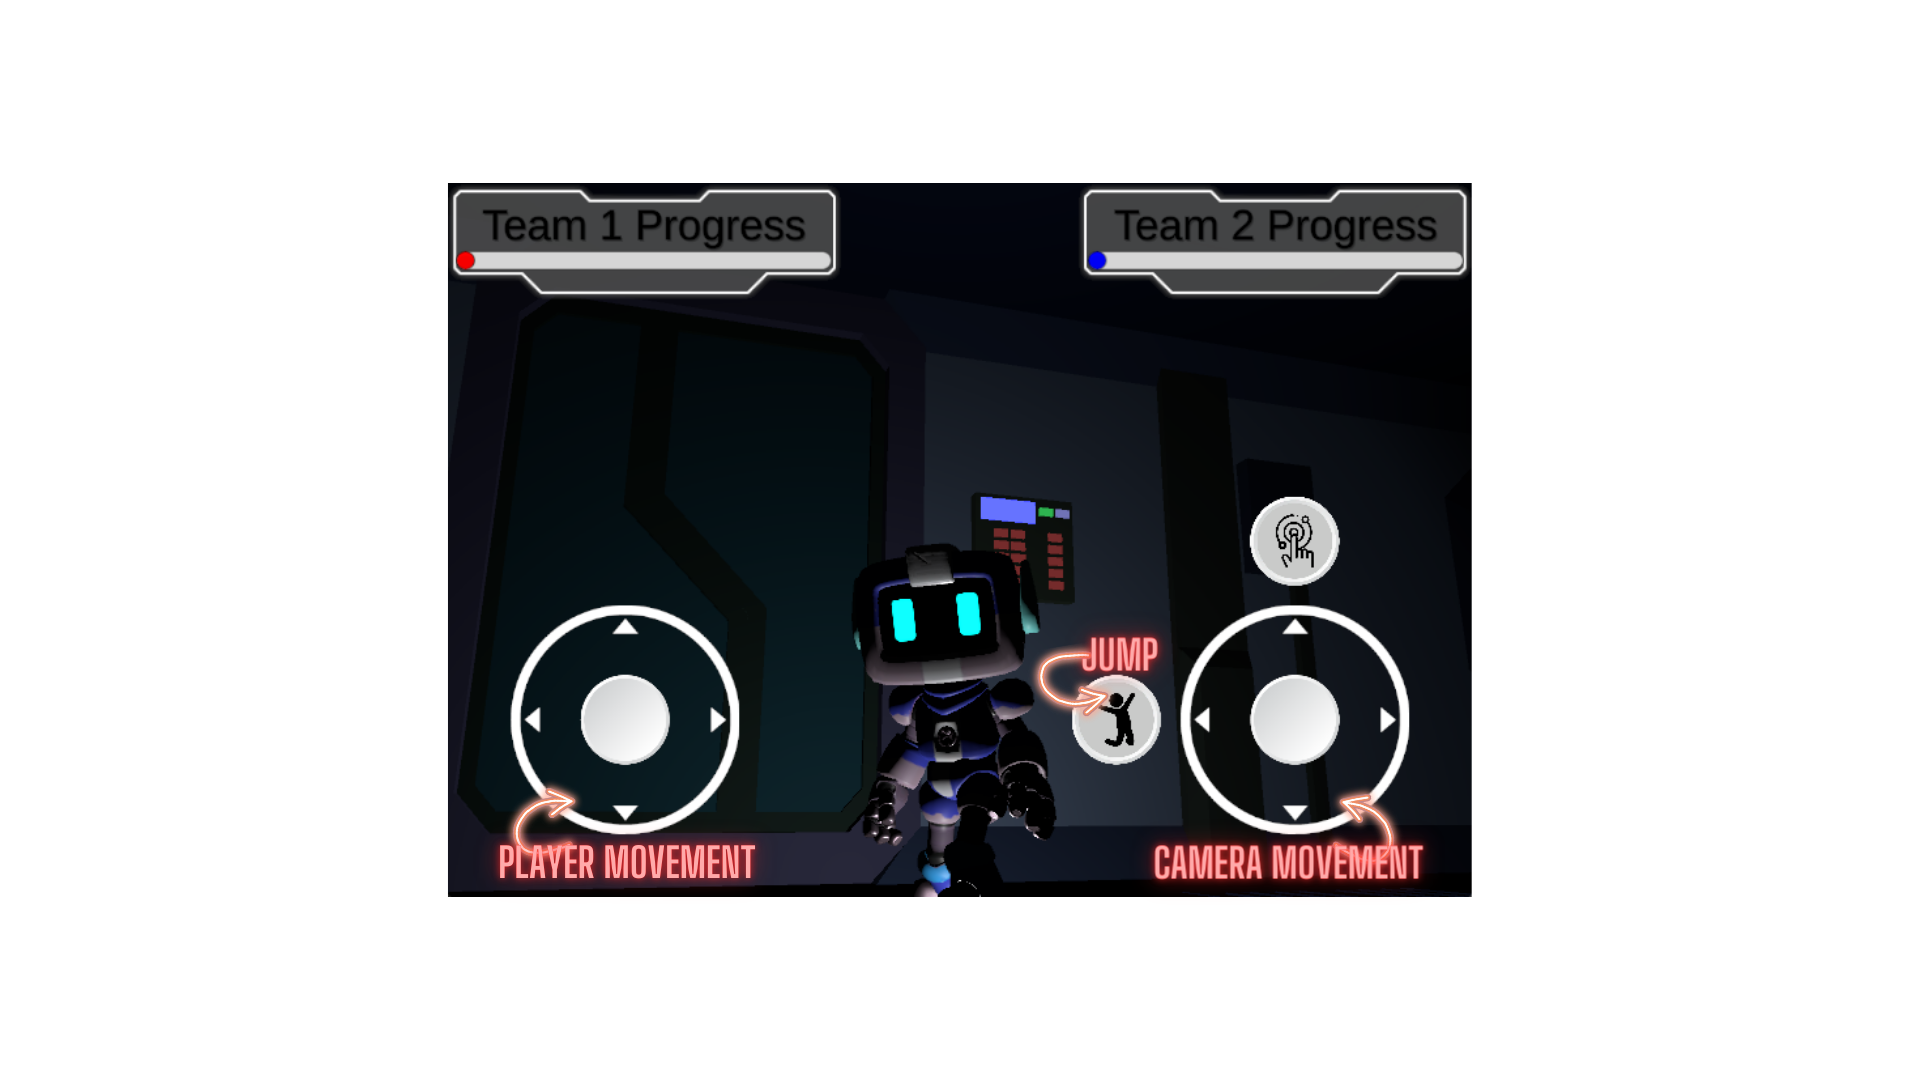 Team 1 Progress
Team 2 Progress
JUMP
PLAYER MOVEMENT
CAMERA MOVEMENT